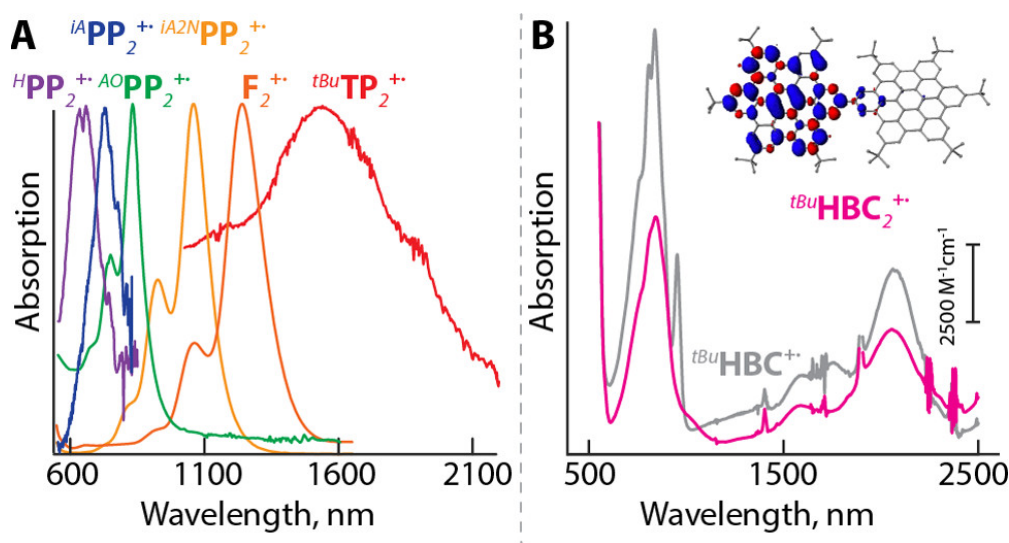 A
iAPP2+· iA2NPP2+·
HPP2+· AOPP2+· F2+· tBuTP2+·
Absorption
600 1100 1600 2100
Wavelength, nm
B
tBuHBC2+·
2500 M-1cm-1
tBuHBC+·
Absorption
500 1500 2500
Wavelength, nm